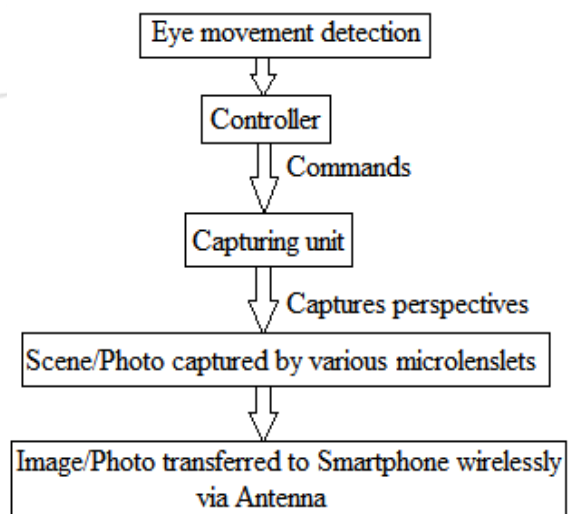 Eye movement detection
Controller
Commands
Capturing unit
Captures perspectives
Scene/Photo captured by various microlenslets
Image/Photo transferred to Smartphone wirelessly
via Antenna